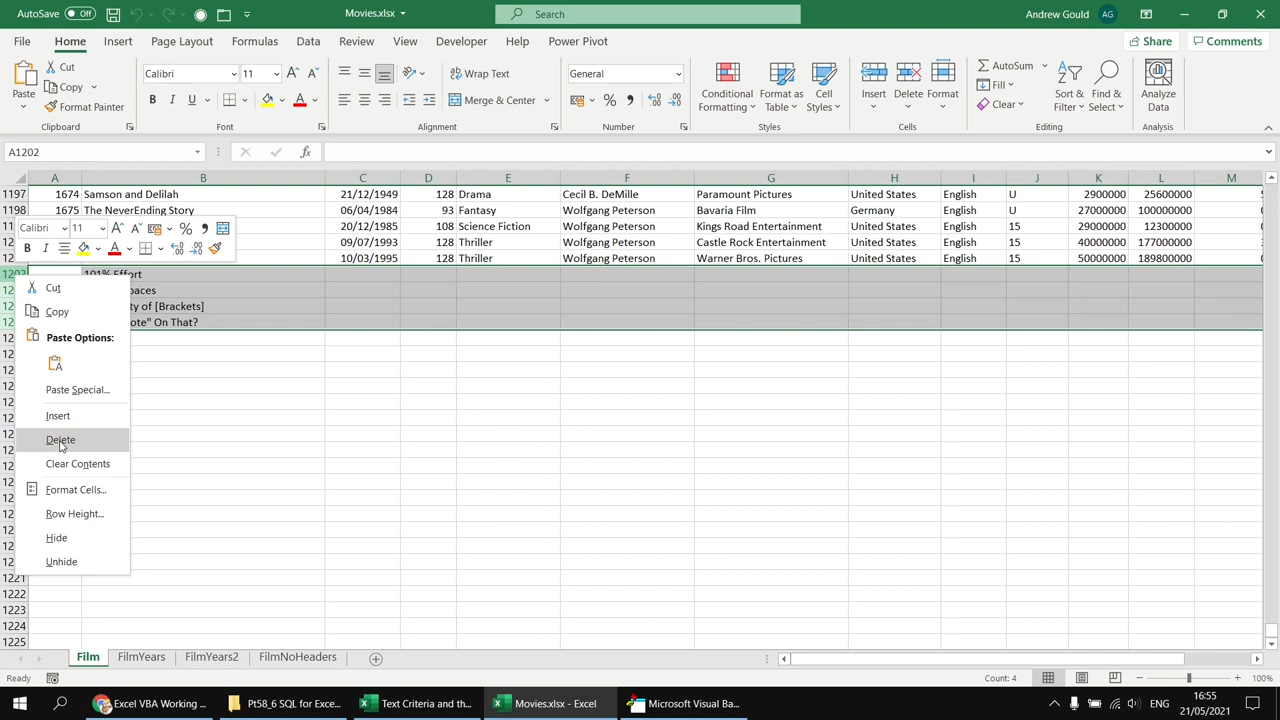 AutoSave Off Movies.xlsx Search Andrew Gould AG
File Home Insert Page Layout Formulas Data Review View Developer Help Power Pivot Share Comments
Paste Cut Copy Format Painter Clipboard
Calibri 11 B I U Font
Wrap Text Merge & Center Alignment
General % Number
Conditional Formatting Format as Table Cell Styles Styles
Insert Delete Format Cells
AutoSum Fill Clear Sort & Filter Find & Select Editing
Analyze Data Analysis
A1202 fx
A B C D E F G H I J K L M
1197 1674 Samson and Delilah 21/12/1949 128 Drama Cecil B. DeMille Paramount Pictures United States English U 2900000 25600000
1198 1675 The NeverEnding Story 06/04/1984 93 Fantasy Wolfgang Peterson Bavaria Film Germany English U 27000000 100000000
20/12/1985 108 Science Fiction Wolfgang Peterson Kings Road Entertainment United States English 15 29000000 12300000
09/07/1993 128 Thriller Wolfgang Peterson Castle Rock Entertainment United States English 15 40000000 177000000
10/03/1995 128 Thriller Wolfgang Peterson Warner Bros. Pictures United States English 15 50000000 189800000
Calibri 11 % B I A
101% Effort
ty of [Brackets]
On That?
Cut
Copy
Paste Options:
Paste Special...
Insert
Delete
Clear Contents
Format Cells...
Row Height...
Hide
Unhide
1221
1222
1223
1224
1225
Film FilmYears FilmYears2 FilmNoHeaders
Ready Count: 4 100%
Excel VBA Working ... Pt58_6 SQL for Exce... Text Criteria and th... Movies.xlsx - Excel Microsoft Visual Ba... 16:55
21/05/2021